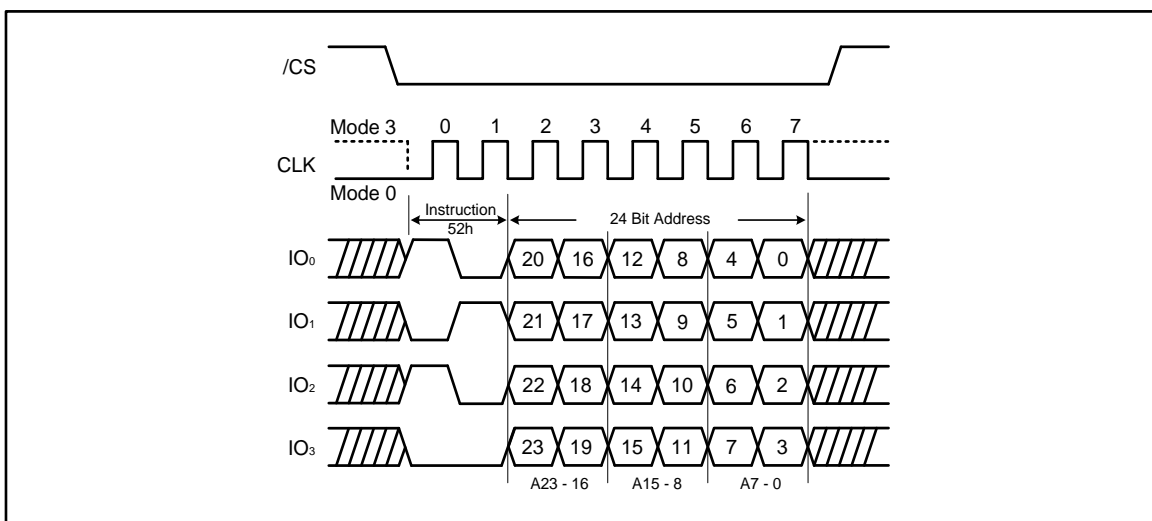 /CS
Mode 3 0 1 2 3 4 5 6 7
CLK
Mode 0
Instruction
52h
24 Bit Address
IO₀ 20 16 12 8 4 0
IO₁ 21 17 13 9 5 1
IO₂ 22 18 14 10 6 2
IO₃ 23 19 15 11 7 3
A23 - 16 A15 - 8 A7 - 0